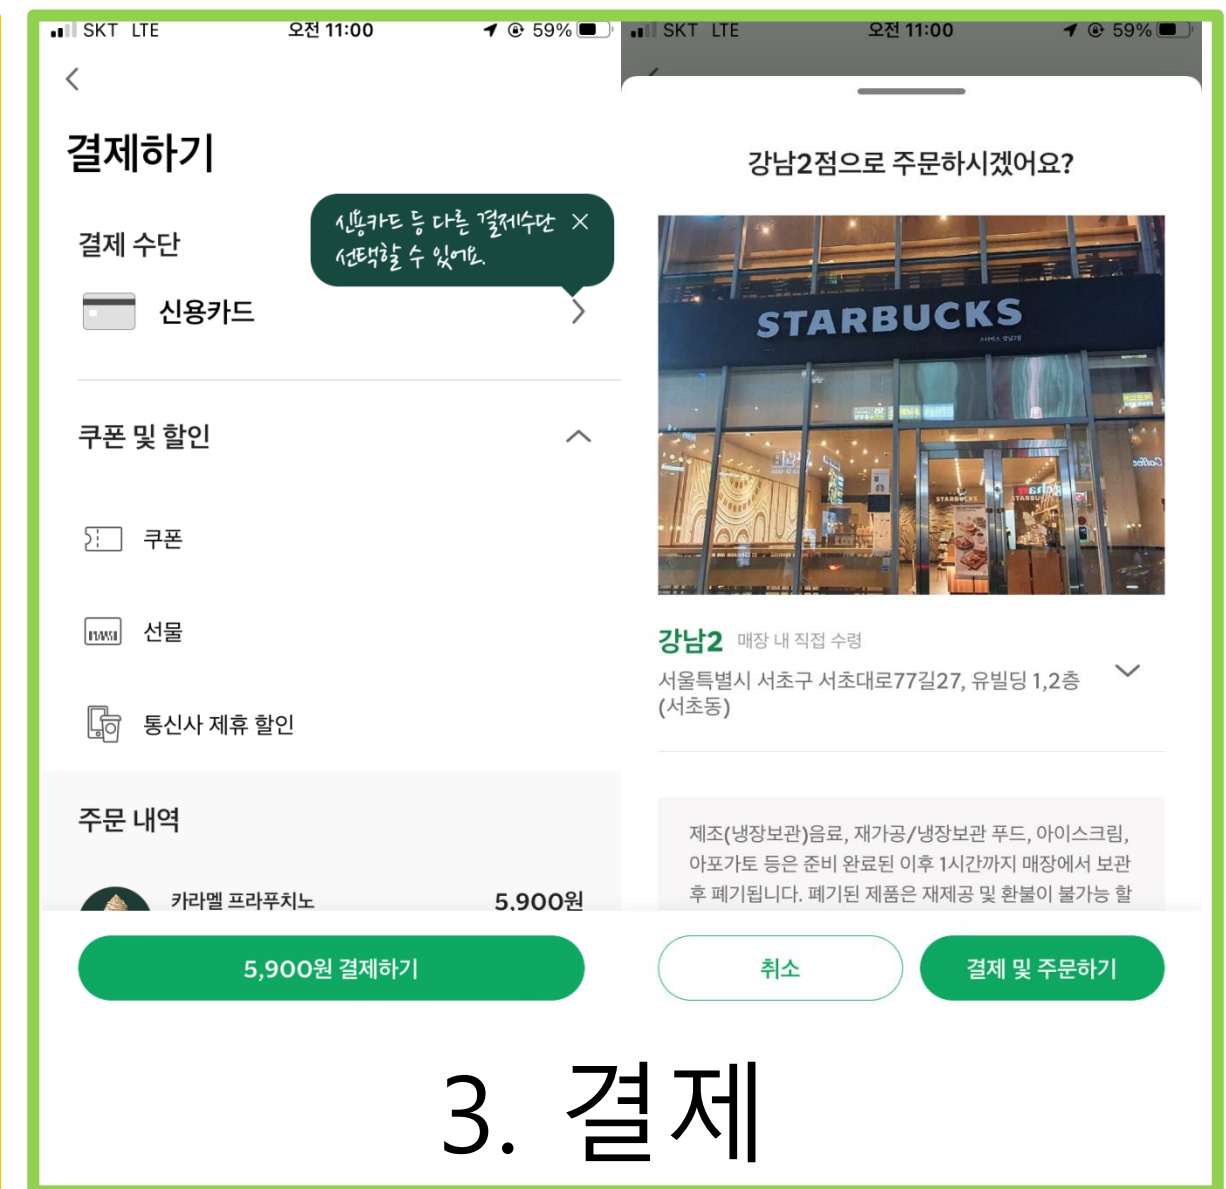 SKT LTE 오전 11:00 59%
결제하기
신용카드 등 다른 결제수단 ×
선택할 수 있어요.
결제 수단
신용카드
쿠폰 및 할인
쿠폰
선물
통신사 제휴 할인
주문 내역
카라멜 프라푸치노 5,900원
5,900원 결제하기
SKT LTE 오전 11:00 59%
강남2점으로 주문하시겠어요?
STARBUCKS
STARBUCKS
Coffee
강남2 매장 내 직접 수령
서울특별시 서초구 서초대로77길27, 유빌딩 1,2층
(서초동)
제조(냉장보관)음료, 재가공/냉장보관 푸드, 아이스크림,
아포가토 등은 준비 완료된 이후 1시간까지 매장에서 보관
후 폐기됩니다. 폐기된 제품은 재제공 및 환불이 불가능 할
취소 결제 및 주문하기
3. 결제